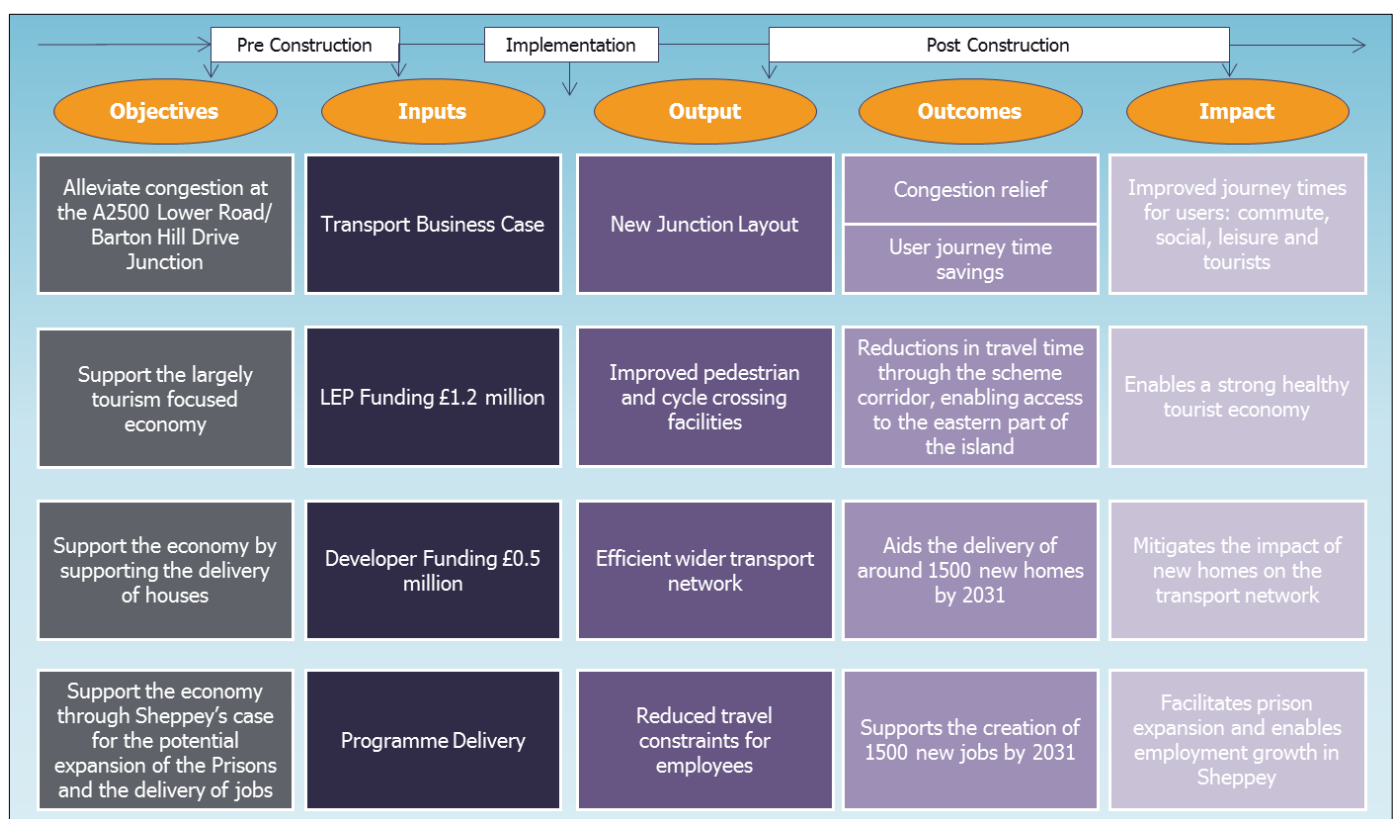 Pre Construction
Implementation
Post Construction
Objectives
Inputs
Output
Outcomes
Impact
Alleviate congestion at
the A2500 Lower Road/
Barton Hill Drive
Junction
Transport Business Case
New Junction Layout
Congestion relief
User journey time
savings
Improved journey times
for users: commute,
social, leisure and
tourists
Support the largely
tourism focused
economy
LEP Funding £1.2 million
Improved pedestrian
and cycle crossing
facilities
Reductions in travel time
through the scheme
corridor, enabling access
to the eastern part of
the island
Enables a strong healthy
tourist economy
Support the economy by
supporting the delivery
of houses
Developer Funding £0.5
million
Efficient wider transport
network
Aids the delivery of
around 1500 new homes
by 2031
Mitigates the impact of
new homes on the
transport network
Support the economy
through Sheppey’s case
for the potential
expansion of the Prisons
and the delivery of jobs
Programme Delivery
Reduced travel
constraints for
employees
Supports the creation of
1500 new jobs by 2031
Facilitates prison
expansion and enables
employment growth in
Sheppey